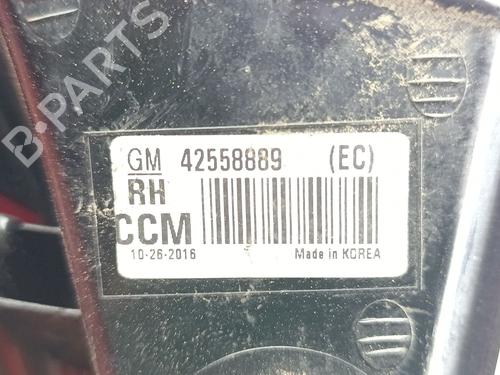 B-PARTS
GM 42558889 (EC)
RH
CCM
10-26-2016 Made in KOREA